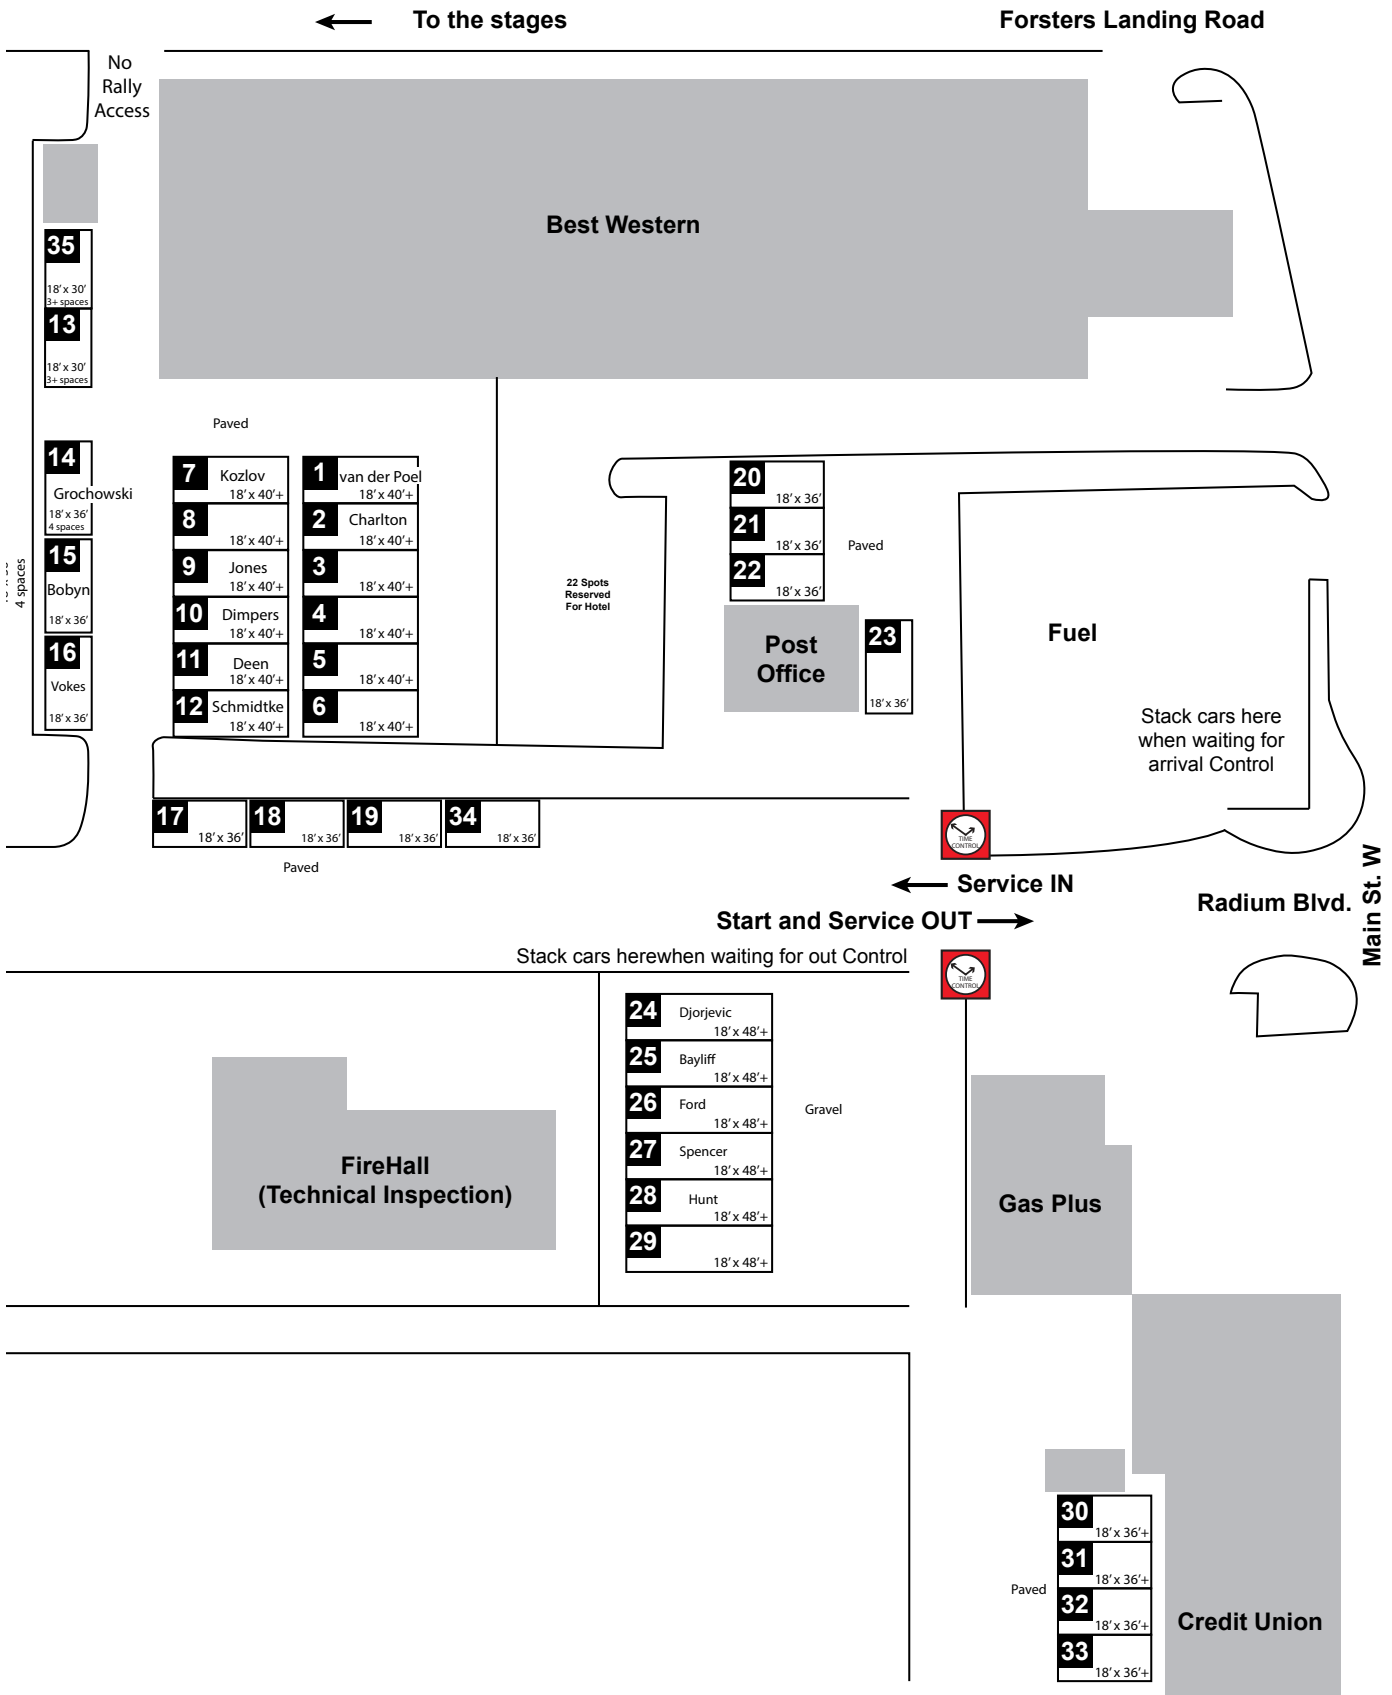 To the stages
Forsters Landing Road
No
Rally
Access
Best Western
35
18' x 30'
3+ spaces
13
18' x 30'
3+ spaces
14
Grochowski
18' x 36'
4 spaces
15
Bobyn
18' x 36'
16
Vokes
18' x 36'
4 spaces
Paved
7 Kozlov
18' x 40'+
8
18' x 40'+
9 Jones
18' x 40'+
10 Dimpers
18' x 40'+
11 Deen
18' x 40'+
12 Schmidtke
18' x 40'+
1 van der Poel
18' x 40'+
2 Charlton
18' x 40'+
3
18' x 40'+
4
18' x 40'+
5
18' x 40'+
6
18' x 40'+
22 Spots
Reserved
For Hotel
20
18' x 36'
21
18' x 36'
22
18' x 36'
Paved
Post
Office
23
18' x 36'
Fuel
Stack cars here
when waiting for
arrival Control
17
18' x 36'
18
18' x 36'
19
18' x 36'
34
18' x 36'
Paved
TIME
CONTROL
Service IN
Start and Service OUT
Radium Blvd.
Main St. W
Stack cars herewhen waiting for out Control
TIME
CONTROL
24 Djorjevic
18' x 48'+
25 Bayliff
18' x 48'+
26 Ford
18' x 48'+
27 Spencer
18' x 48'+
28 Hunt
18' x 48'+
29
18' x 48'+
Gravel
FireHall
(Technical Inspection)
Gas Plus
30
18' x 36'+
31
18' x 36'+
32
18' x 36'+
33
18' x 36'+
Paved
Credit Union